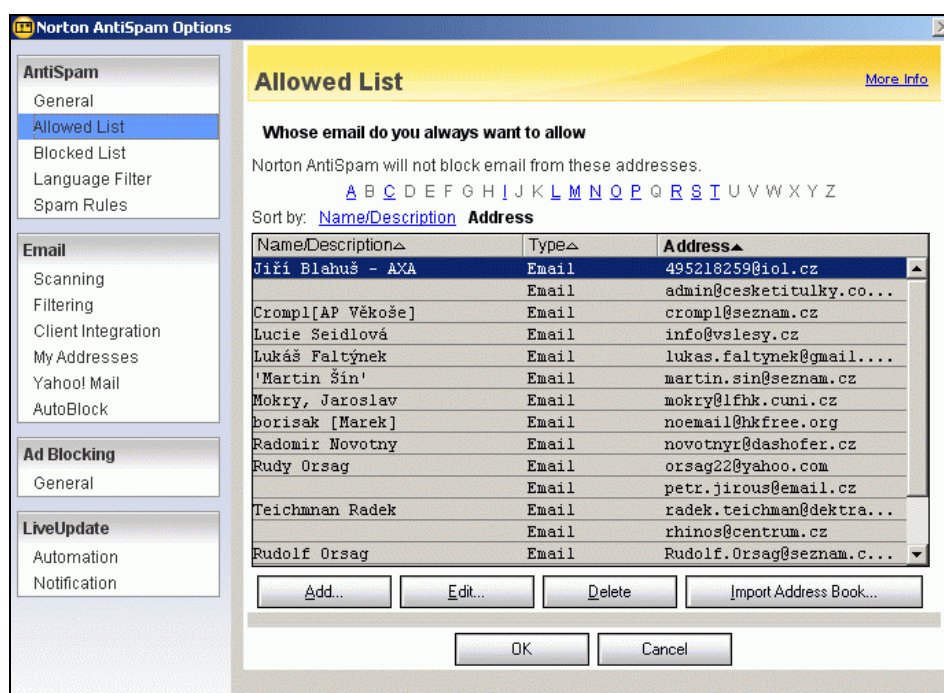 Norton AntiSpam Options
AntiSpam
General
Allowed List
Blocked List
Language Filter
Spam Rules
Email
Scanning
Filtering
Client Integration
My Addresses
Yahoo! Mail
AutoBlock
Ad Blocking
General
LiveUpdate
Automation
Notification
Allowed List
More Info
Whose email do you always want to allow
Norton AntiSpam will not block email from these addresses.
A B C D E F G H I J K L M N O P Q R S T U V W X Y Z
Sort by: Name/Description Address
Name/Description Type Address
Jiří Blahuš - AXA Email 495218259@iol.cz
Email admin@cesketitulky.co...
Crompl[AP Věkoše] Email crompl@seznam.cz
Lucie Seidlová Email info@vslesy.cz
Lukáš Faltýnek Email lukas.faltynek@gmail....
'Martin Šín' Email martin.sin@seznam.cz
Mokry, Jaroslav Email mokry@lfhk.cuni.cz
borisak [Marek] Email noemail@hkfree.org
Radomir Novotny Email novotnyr@dashofer.cz
Rudy Orsag Email orsag22@yahoo.com
Email petr.jirous@email.cz
Teichmnan Radek Email radek.teichman@dektra...
Email rhinos@centrum.cz
Rudolf Orsag Email Rudolf.Orsag@seznam.c...
Add... Edit... Delete Import Address Book...
OK Cancel